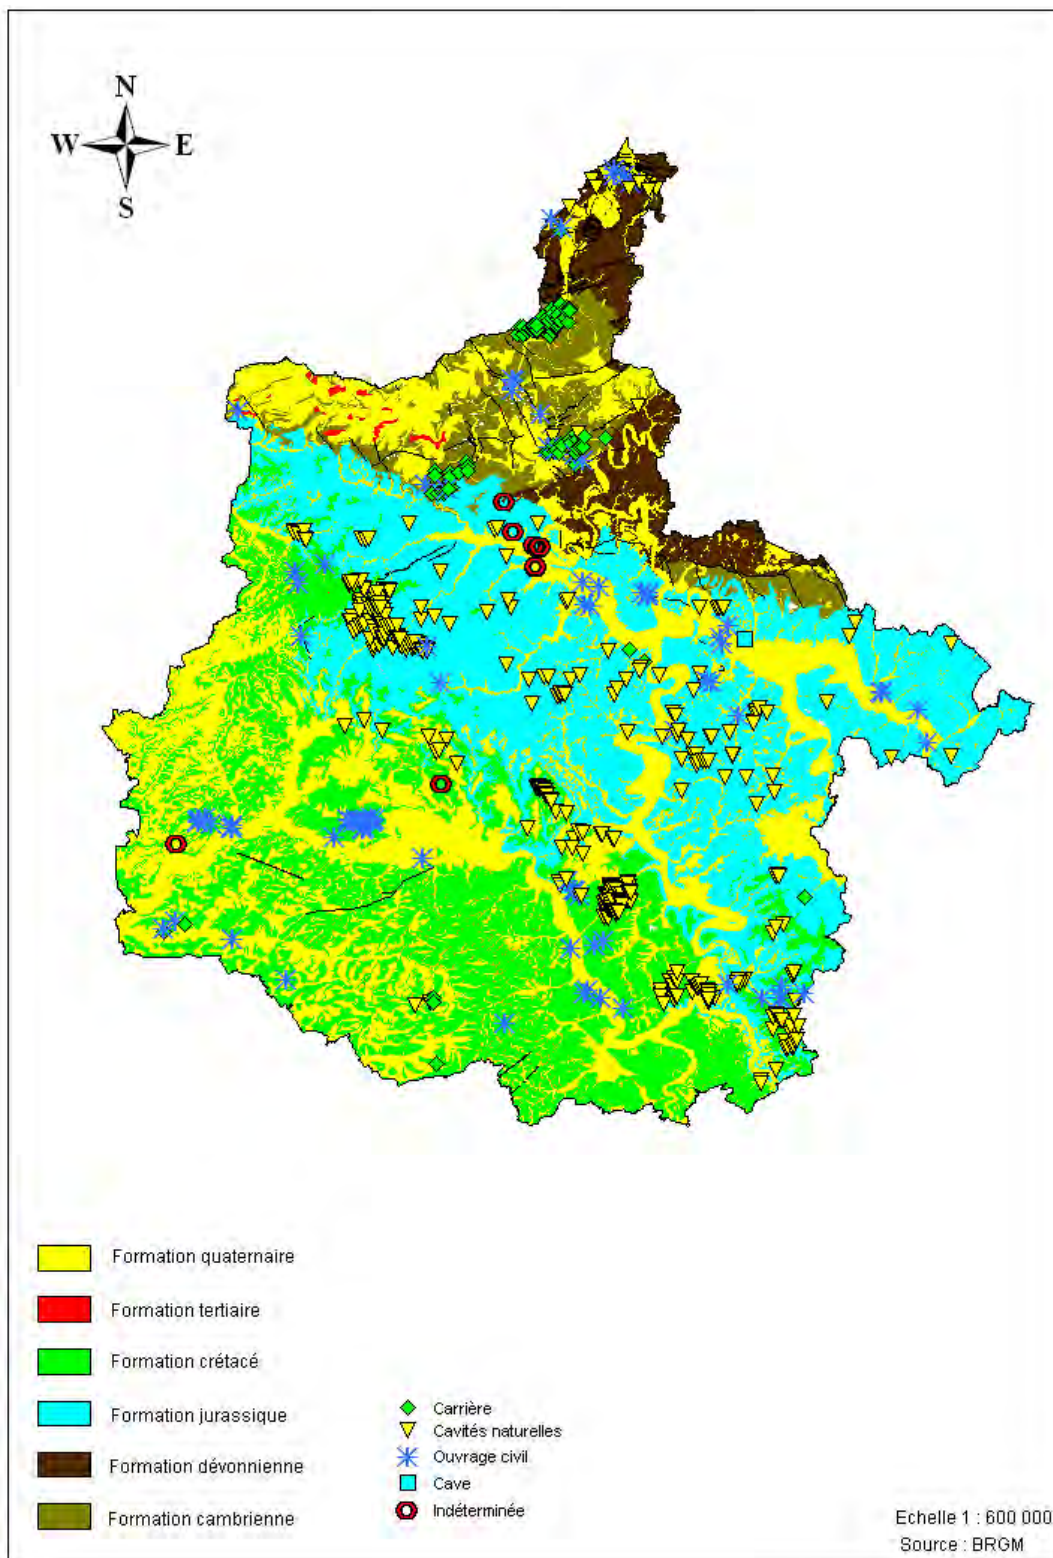 N
W E
S
Formation quaternaire
Formation tertiaire
Formation crétacé
Formation jurassique
Formation dévonnienne
Formation cambrienne
Carrière
Cavités naturelles
Ouvrage civil
Cave
Indéterminée
Echelle 1 : 600 000
Source : BRGM